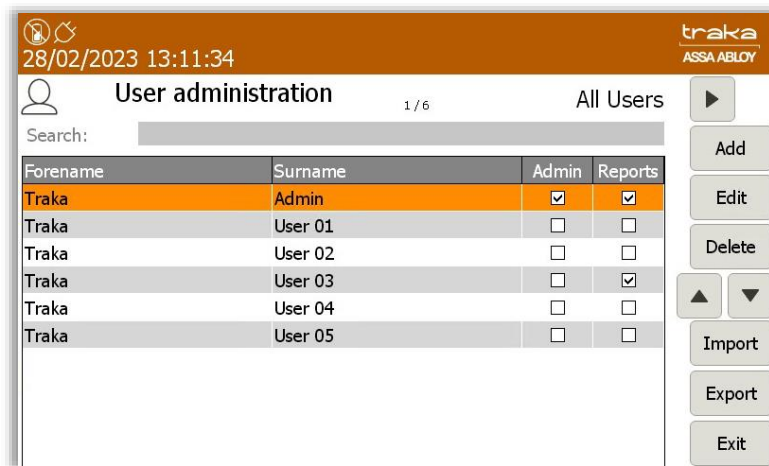 28/02/2023 13:11:34
traka
ASSA ABLOY
User administration 1/6 All Users
Search:
Forename Surname Admin Reports
Traka Admin
Traka User 01
Traka User 02
Traka User 03
Traka User 04
Traka User 05
Add
Edit
Delete
Import
Export
Exit